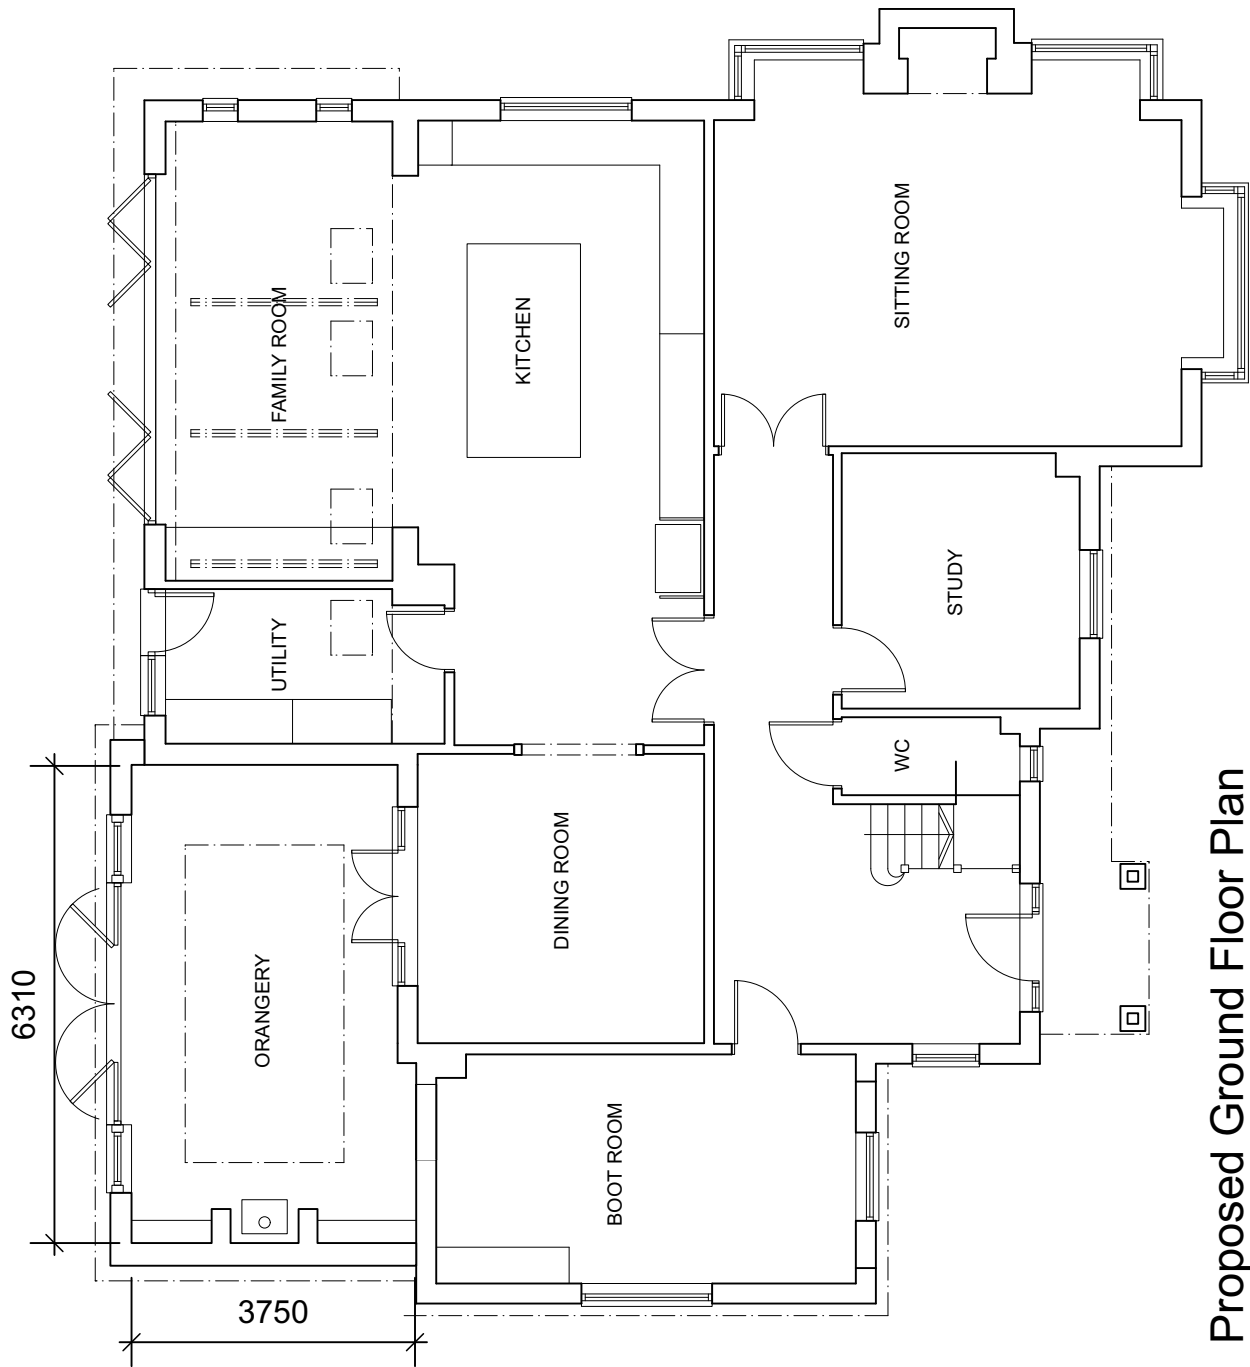 FAMILY ROOM
KITCHEN
SITTING ROOM
UTILITY
STUDY
WC
ORANGERY
DINING ROOM
BOOT ROOM
6310
3750
Proposed Ground Floor Plan